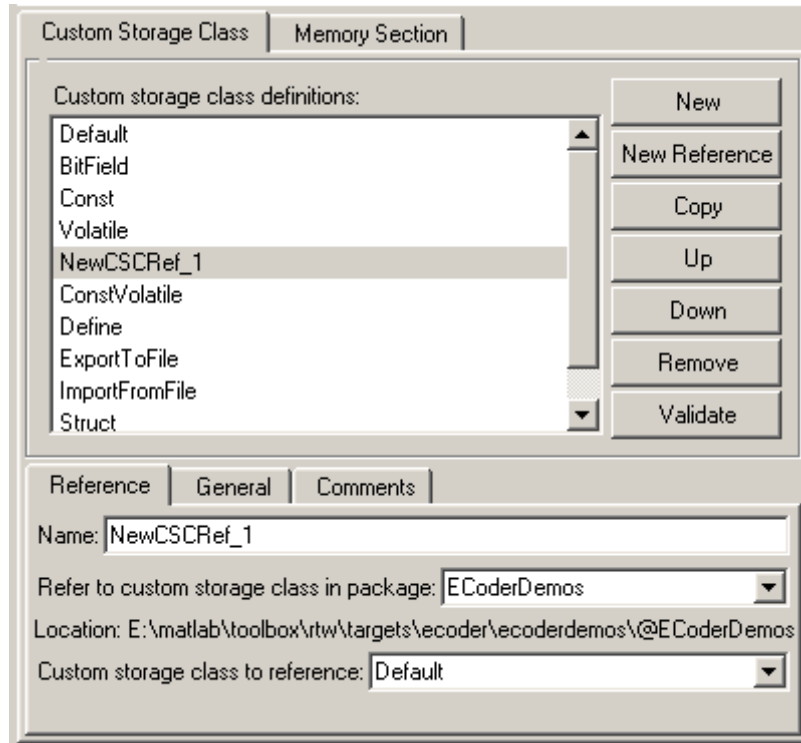 Custom Storage Class Memory Section
Custom storage class definitions:
Default
BitField
Const
Volatile
NewCSCRef_1
ConstVolatile
Define
ExportToFile
ImportFromFile
Struct
New
New Reference
Copy
Up
Down
Remove
Validate
Reference General Comments
Name: NewCSCRef_1
Refer to custom storage class in package: ECoderDemos
Location: E:\matlab\toolbox\rtw\targets\ecoder\ecoderdemos\@ECoderDemos
Custom storage class to reference: Default